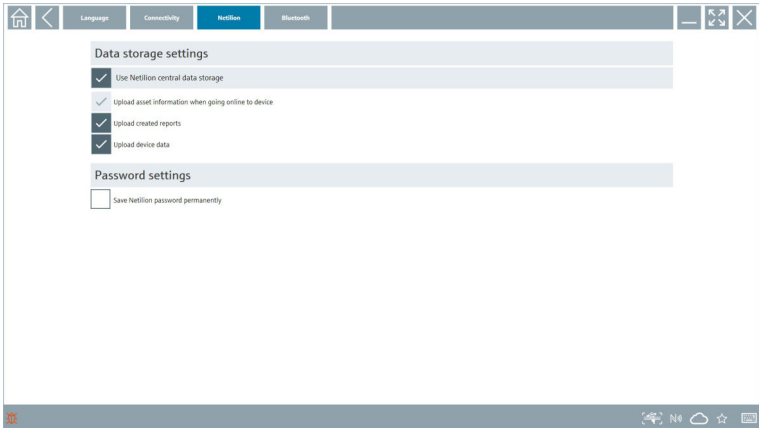 Language
Connectivity
Netilion
Bluetooth
Data storage settings
Use Netilion central data storage
Upload asset information when going online to device
Upload created reports
Upload device data
Password settings
Save Netilion password permanently